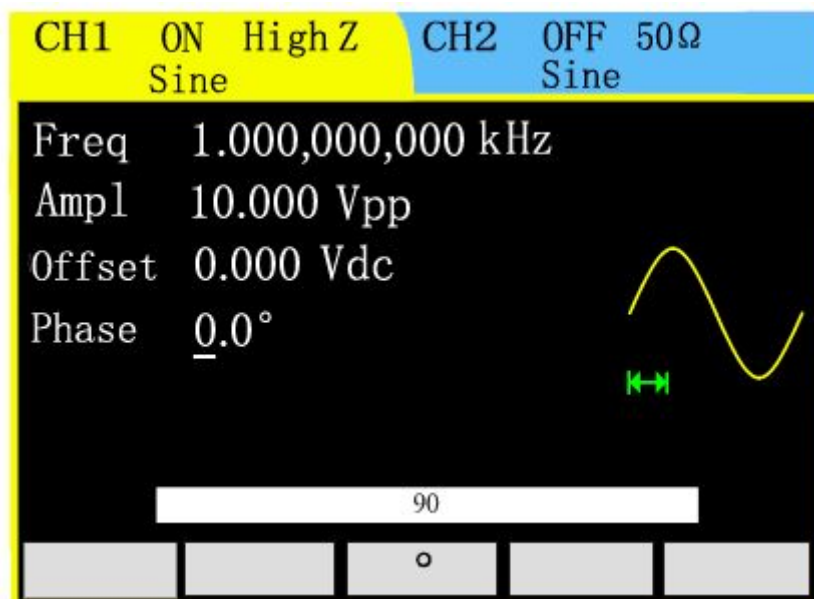 CH1 ON High Z CH2 OFF 50Ω
Sine Sine
Freq 1.000,000,000 kHz
Ampl 10.000 Vpp
Offset 0.000 Vdc
Phase 0.0°
90
°